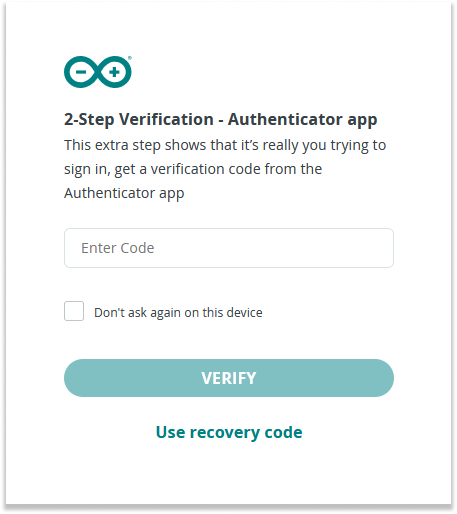 2-Step Verification - Authenticator app
This extra step shows that it’s really you trying to
sign in, get a verification code from the
Authenticator app
Enter Code
Don't ask again on this device
VERIFY
Use recovery code